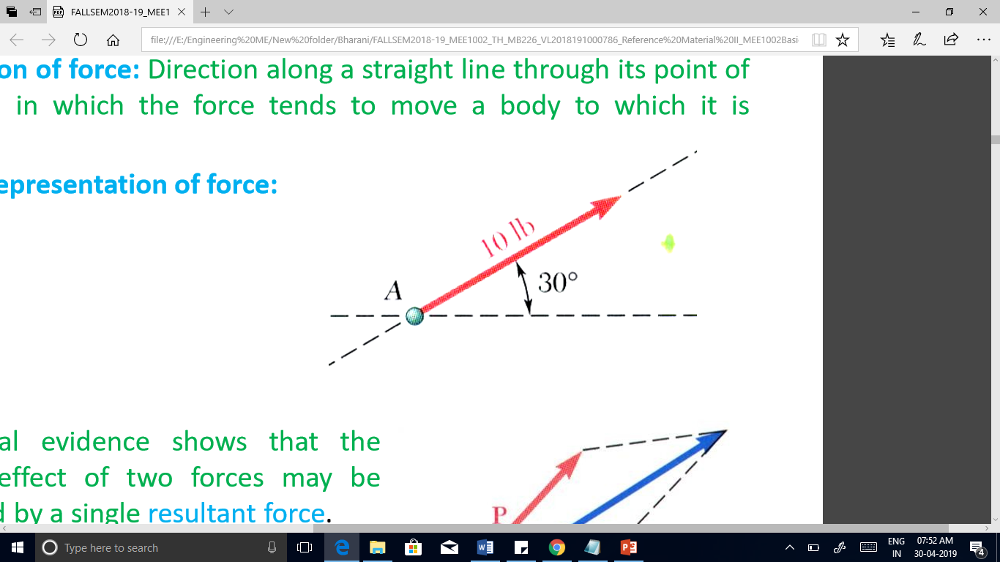 FALLSEM2018-19_MEE1
file:///E:/Engineering%20ME/New%20folder/Bharani/FALLSEM2018-19_MEE1002_TH_MB226_VL2018191000786_Reference%20Material%20II_MEE1002Basi
on of force: Direction along a straight line through its point of
in which the force tends to move a body to which it is
epresentation of force:
10 lb
A
30°
al evidence shows that the
effect of two forces may be
d by a single resultant force.
P
Type here to search
ENG
IN
07:52 AM
30-04-2019
4